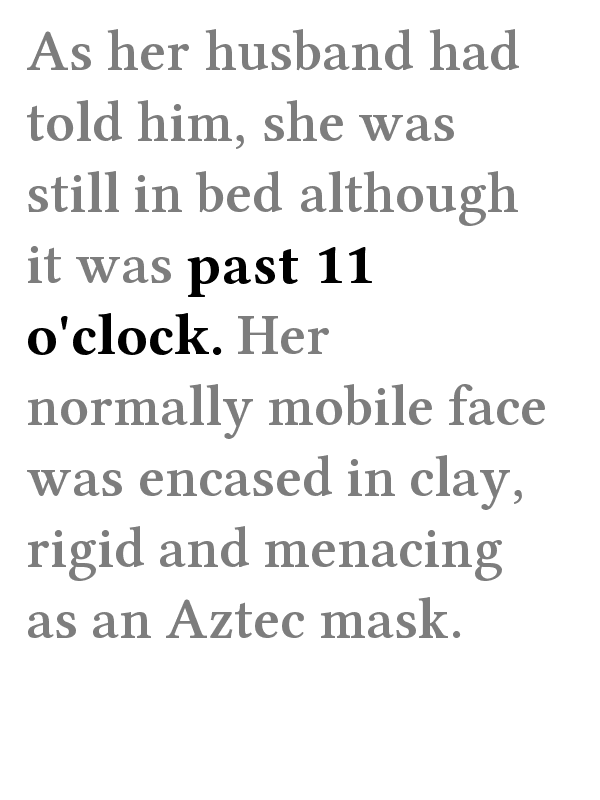 As her husband had
told him, she was
still in bed although
it was past 11
o'clock. Her
normally mobile face
was encased in clay,
rigid and menacing
as an Aztec mask.